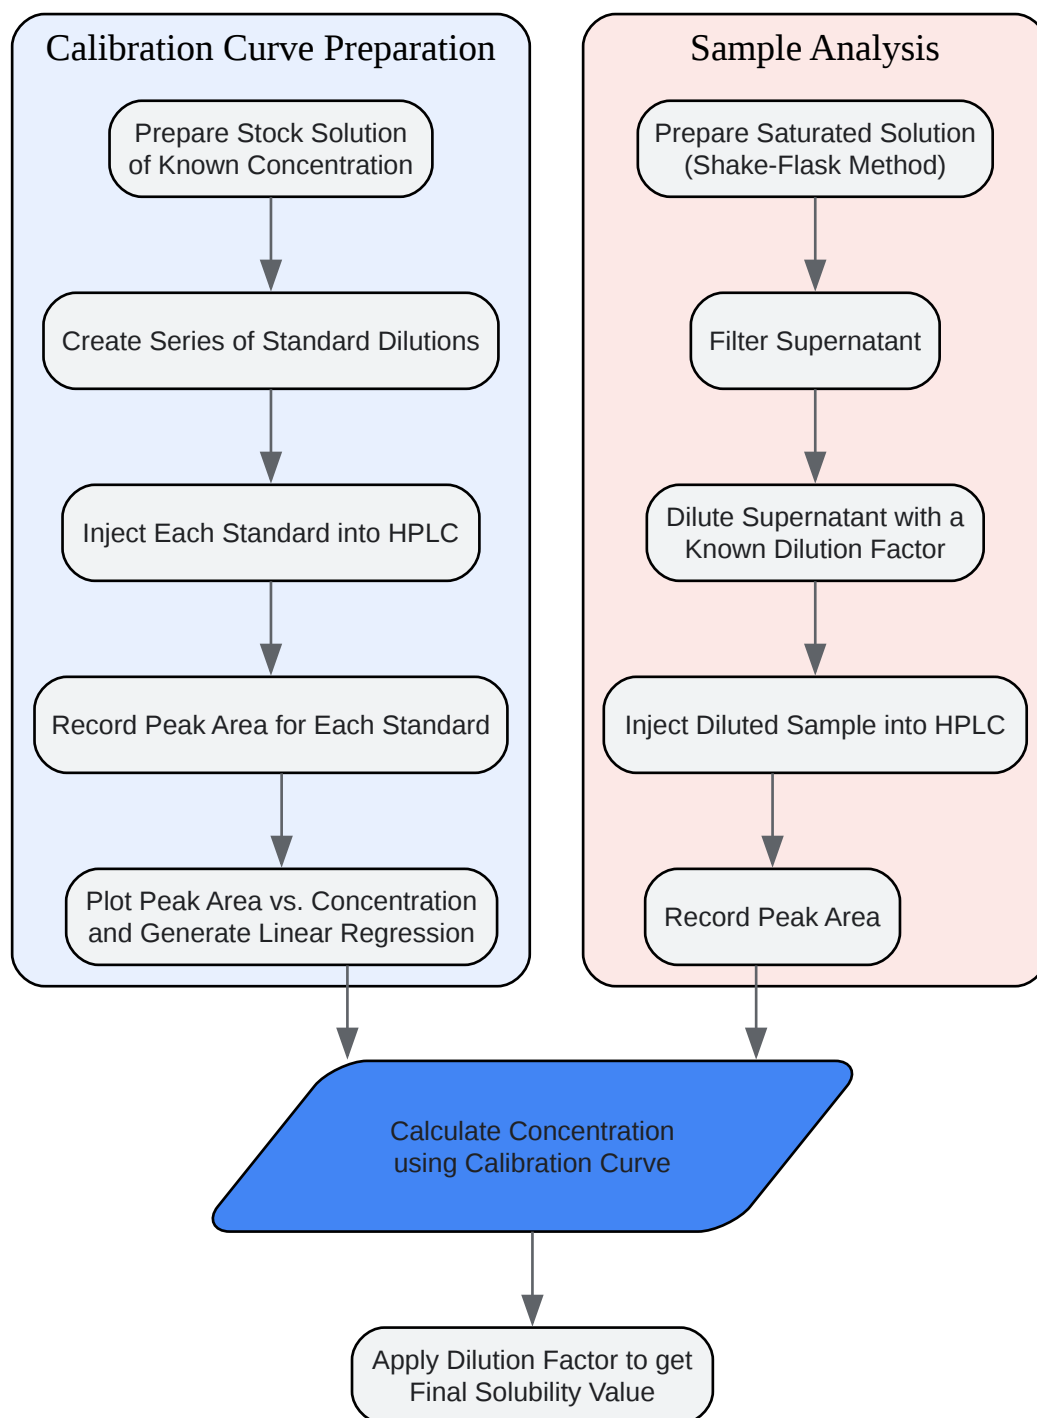 Calibration Curve Preparation
Prepare Stock Solution
of Known Concentration
Create Series of Standard Dilutions
Inject Each Standard into HPLC
Record Peak Area for Each Standard
Plot Peak Area vs. Concentration
and Generate Linear Regression
Sample Analysis
Prepare Saturated Solution
(Shake-Flask Method)
Filter Supernatant
Dilute Supernatant with a
Known Dilution Factor
Inject Diluted Sample into HPLC
Record Peak Area
Calculate Concentration
using Calibration Curve
Apply Dilution Factor to get
Final Solubility Value